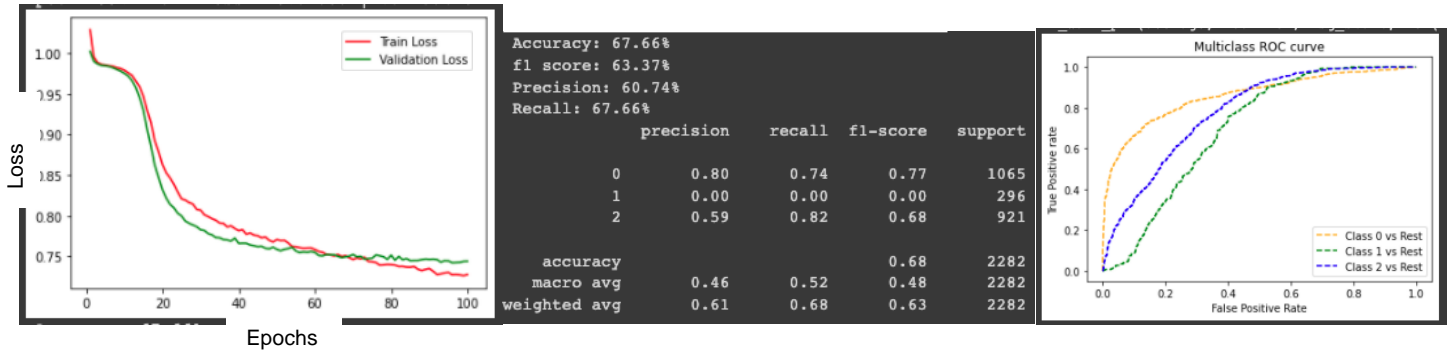 Train Loss
Validation Loss
1.00
0.95
0.90
0.85
0.80
0.75
Loss
0 20 40 60 80 100
Epochs
Accuracy: 67.66%
f1 score: 63.37%
Precision: 60.74%
Recall: 67.66%
precision recall f1-score support
0 0.80 0.74 0.77 1065
1 0.00 0.00 0.00 296
2 0.59 0.82 0.68 921
accuracy 0.68 2282
macro avg 0.46 0.52 0.48 2282
weighted avg 0.61 0.68 0.63 2282
Multiclass ROC curve
1.0
0.8
0.6
0.4
0.2
0.0
True Positive rate
Class 0 vs Rest
Class 1 vs Rest
Class 2 vs Rest
0.0 0.2 0.4 0.6 0.8 1.0
False Positive Rate